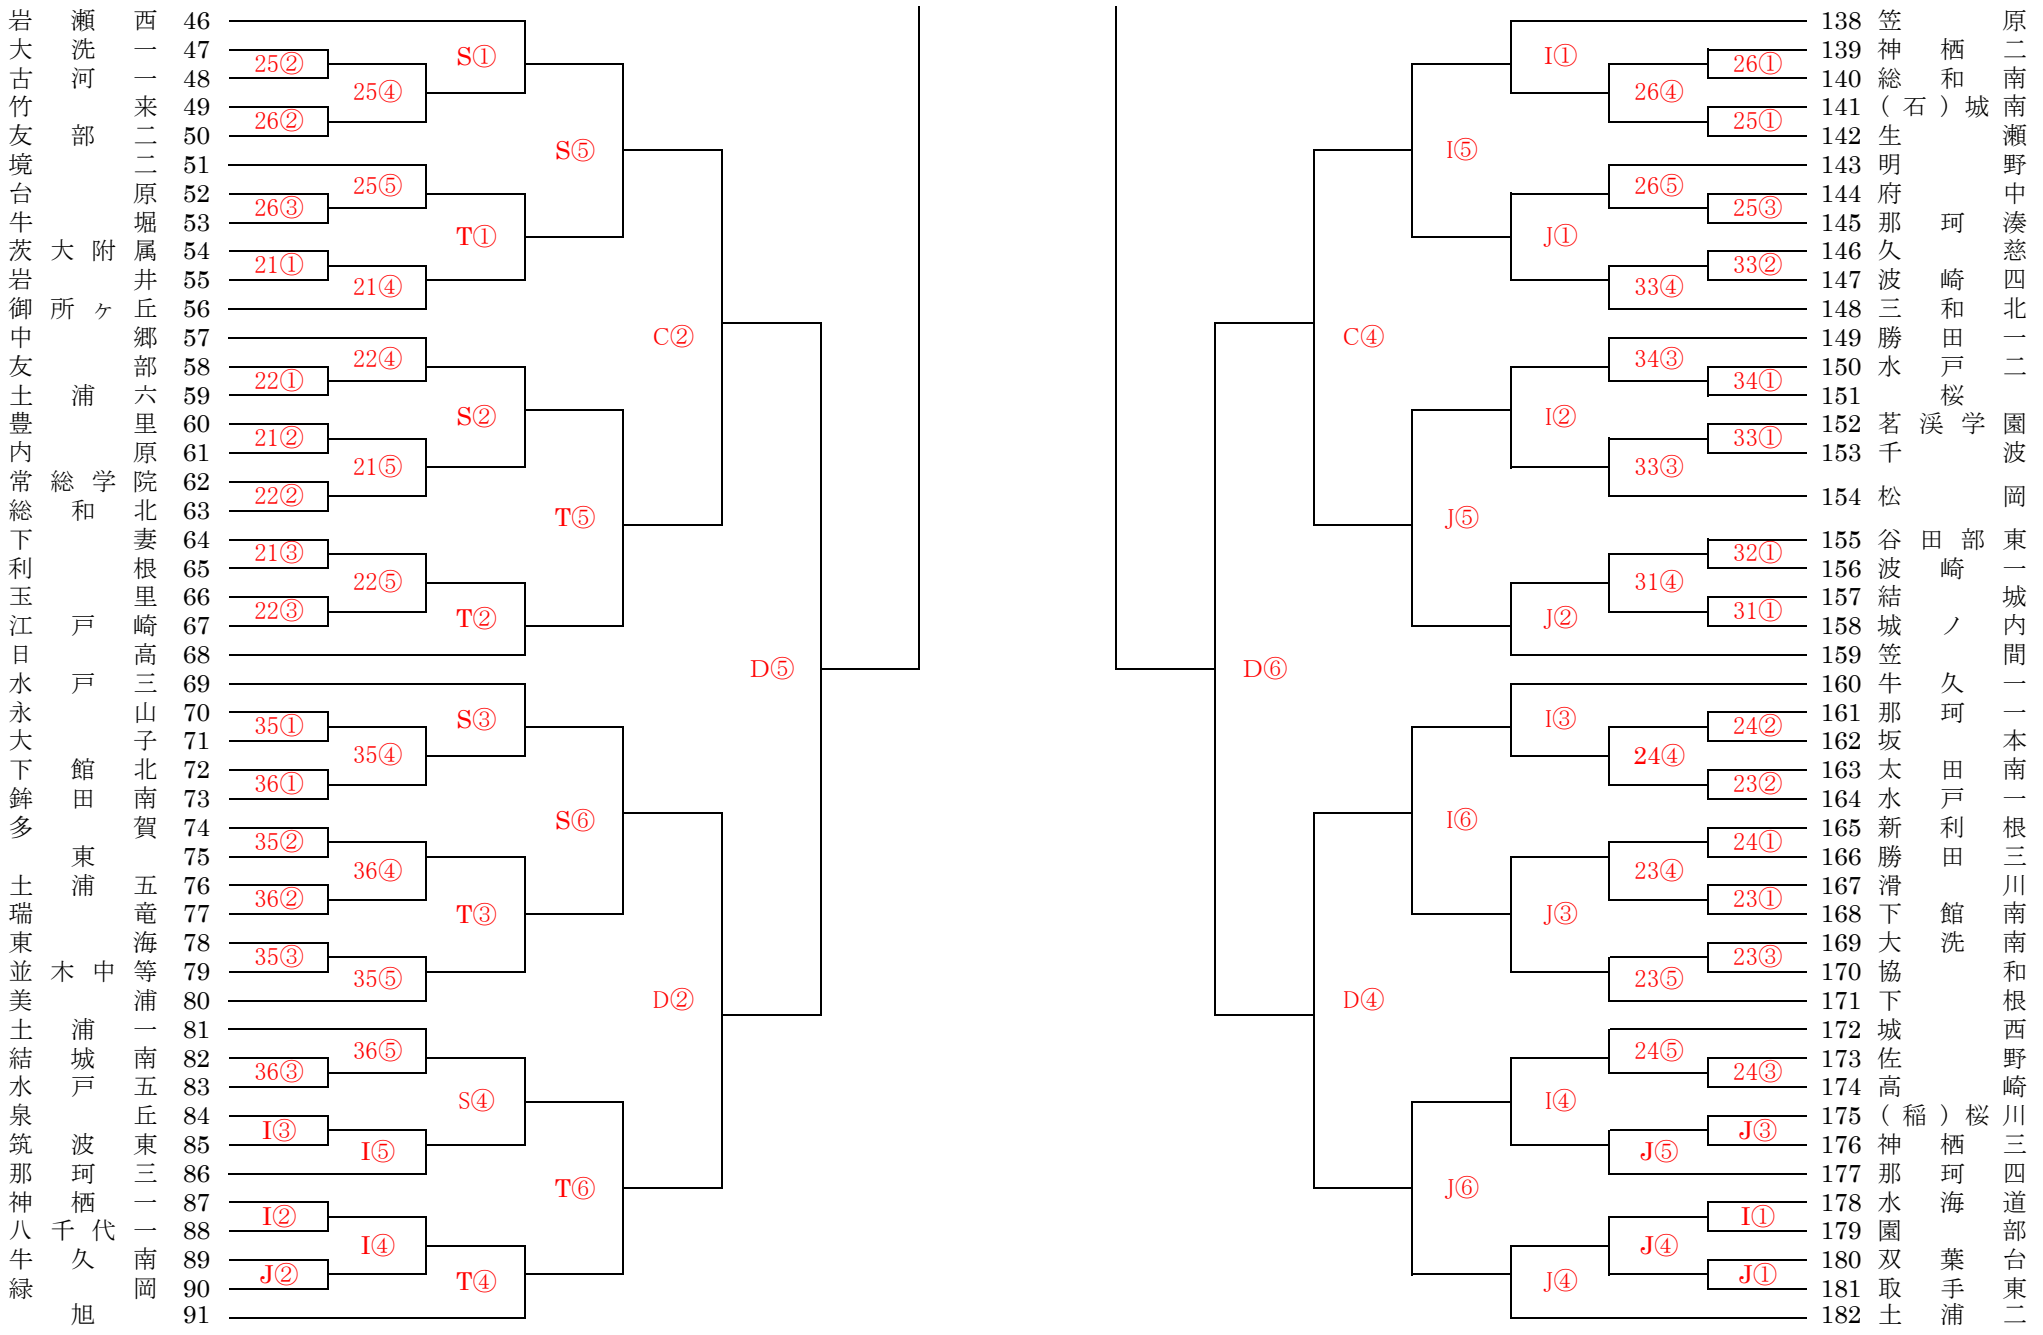 岩瀬西 46
大洗一 47
古河一 48
竹来 49
友部二 50
境二 51
台原 52
牛堀 53
茨大附属 54
岩井 55
御所ヶ丘 56
中郷 57
友部 58
土浦六 59
豊里 60
内原 61
常総学院 62
総和北 63
下妻 64
利根 65
玉里 66
江戸崎 67
日高 68
水戸三 69
永山 70
大子 71
下館北 72
鉾田南 73
多賀 74
東 75
土浦五 76
瑞竜 77
東海 78
並木中等 79
美浦 80
土浦一 81
結城南 82
水戸五 83
泉丘 84
筑波東 85
那珂三 86
神栖一 87
八千代一 88
牛久南 89
緑岡 90
旭 91
25②
26②
26③
21①
22①
21②
22②
21③
22③
35①
36①
35②
36②
35③
36③
I③
I②
J②
25④
25⑤
21④
22④
21⑤
22⑤
35④
36④
35⑤
36⑤
I⑤
I④
S①
T①
S②
T②
S③
T③
S④
T④
S⑤
T⑤
S⑥
T⑥
C②
D②
D⑤
D⑥
C④
D④
I⑤
J⑤
I⑥
J⑥
I①
J①
I②
J②
I③
J③
I④
J④
26④
26⑤
33④
34③
33③
31④
24④
23④
23⑤
24⑤
J⑤
J④
26①
25①
25③
33②
34①
33①
32①
31①
24②
23②
24①
23①
23③
24③
J③
I①
J①
138 笠原
139 神栖二
140 総和南
141 (石)城南
142 生瀬
143 明野
144 府中
145 那珂湊
146 久慈
147 波崎四
148 三和北
149 勝田一
150 水戸二
151 桜
152 茗渓学園
153 千波
154 松岡
155 谷田部東
156 波崎一
157 結城
158 城ノ内
159 笠間
160 牛久一
161 那珂一
162 坂本
163 太田南
164 水戸一
165 新利根
166 勝田三
167 滑川
168 下館南
169 大洗南
170 協和
171 下根
172 城西
173 佐野
174 高崎
175 (稲)桜川
176 神栖三
177 那珂四
178 水海道
179 園部
180 双葉台
181 取手東
182 土浦二